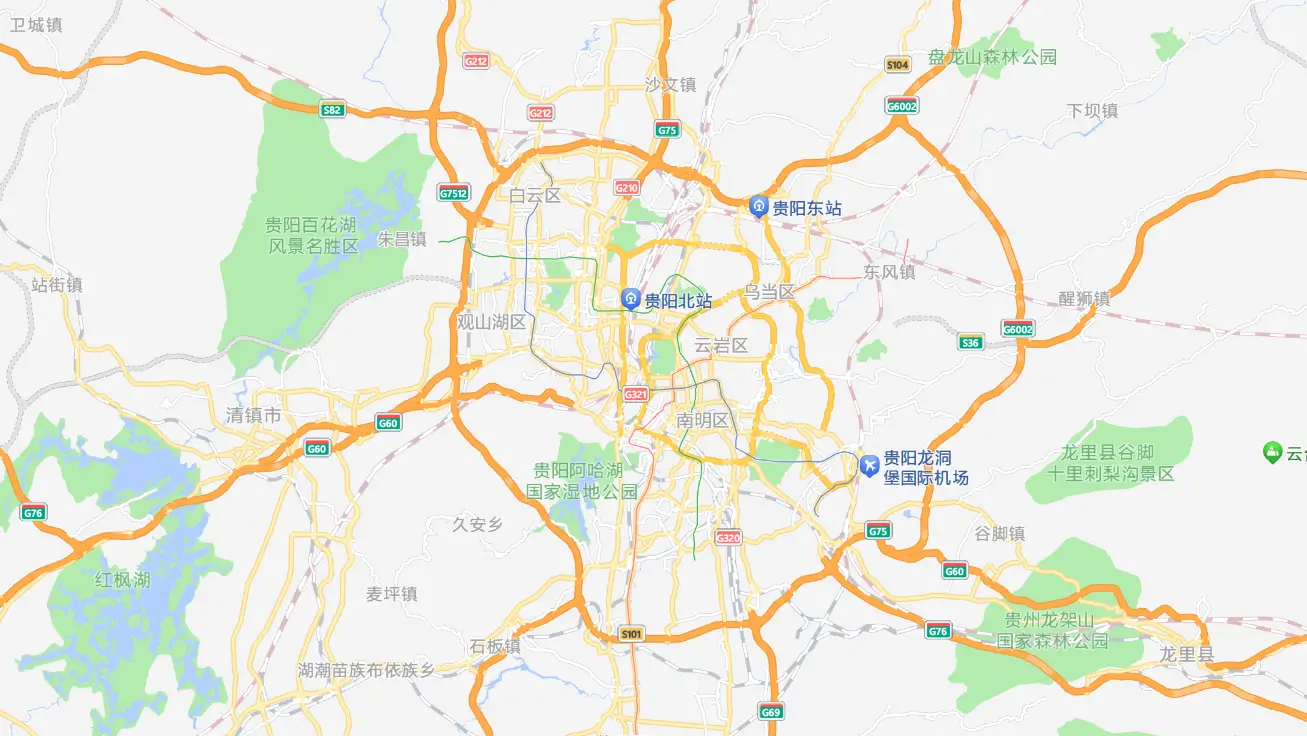 卫城镇
G212
沙文镇
S104
盘龙山森林公园
S82
G212
G75
G6002
下坝镇
G7512
G210
白云区
贵阳东站
贵阳百花湖
风景名胜区
朱昌镇
东风镇
站街镇
贵阳北站
乌当区
醒狮镇
观山湖区
云岩区
S36
G6002
G321
清镇市
G60
南明区
G60
贵阳龙洞
堡国际机场
龙里县谷脚
十里刺梨沟景区
云台
贵阳阿哈湖
国家湿地公园
G76
久安乡
G320
G75
谷脚镇
G60
红枫湖
麦坪镇
S101
G76
贵州龙架山
国家森林公园
石板镇
龙里县
湖潮苗族布依族乡
G69